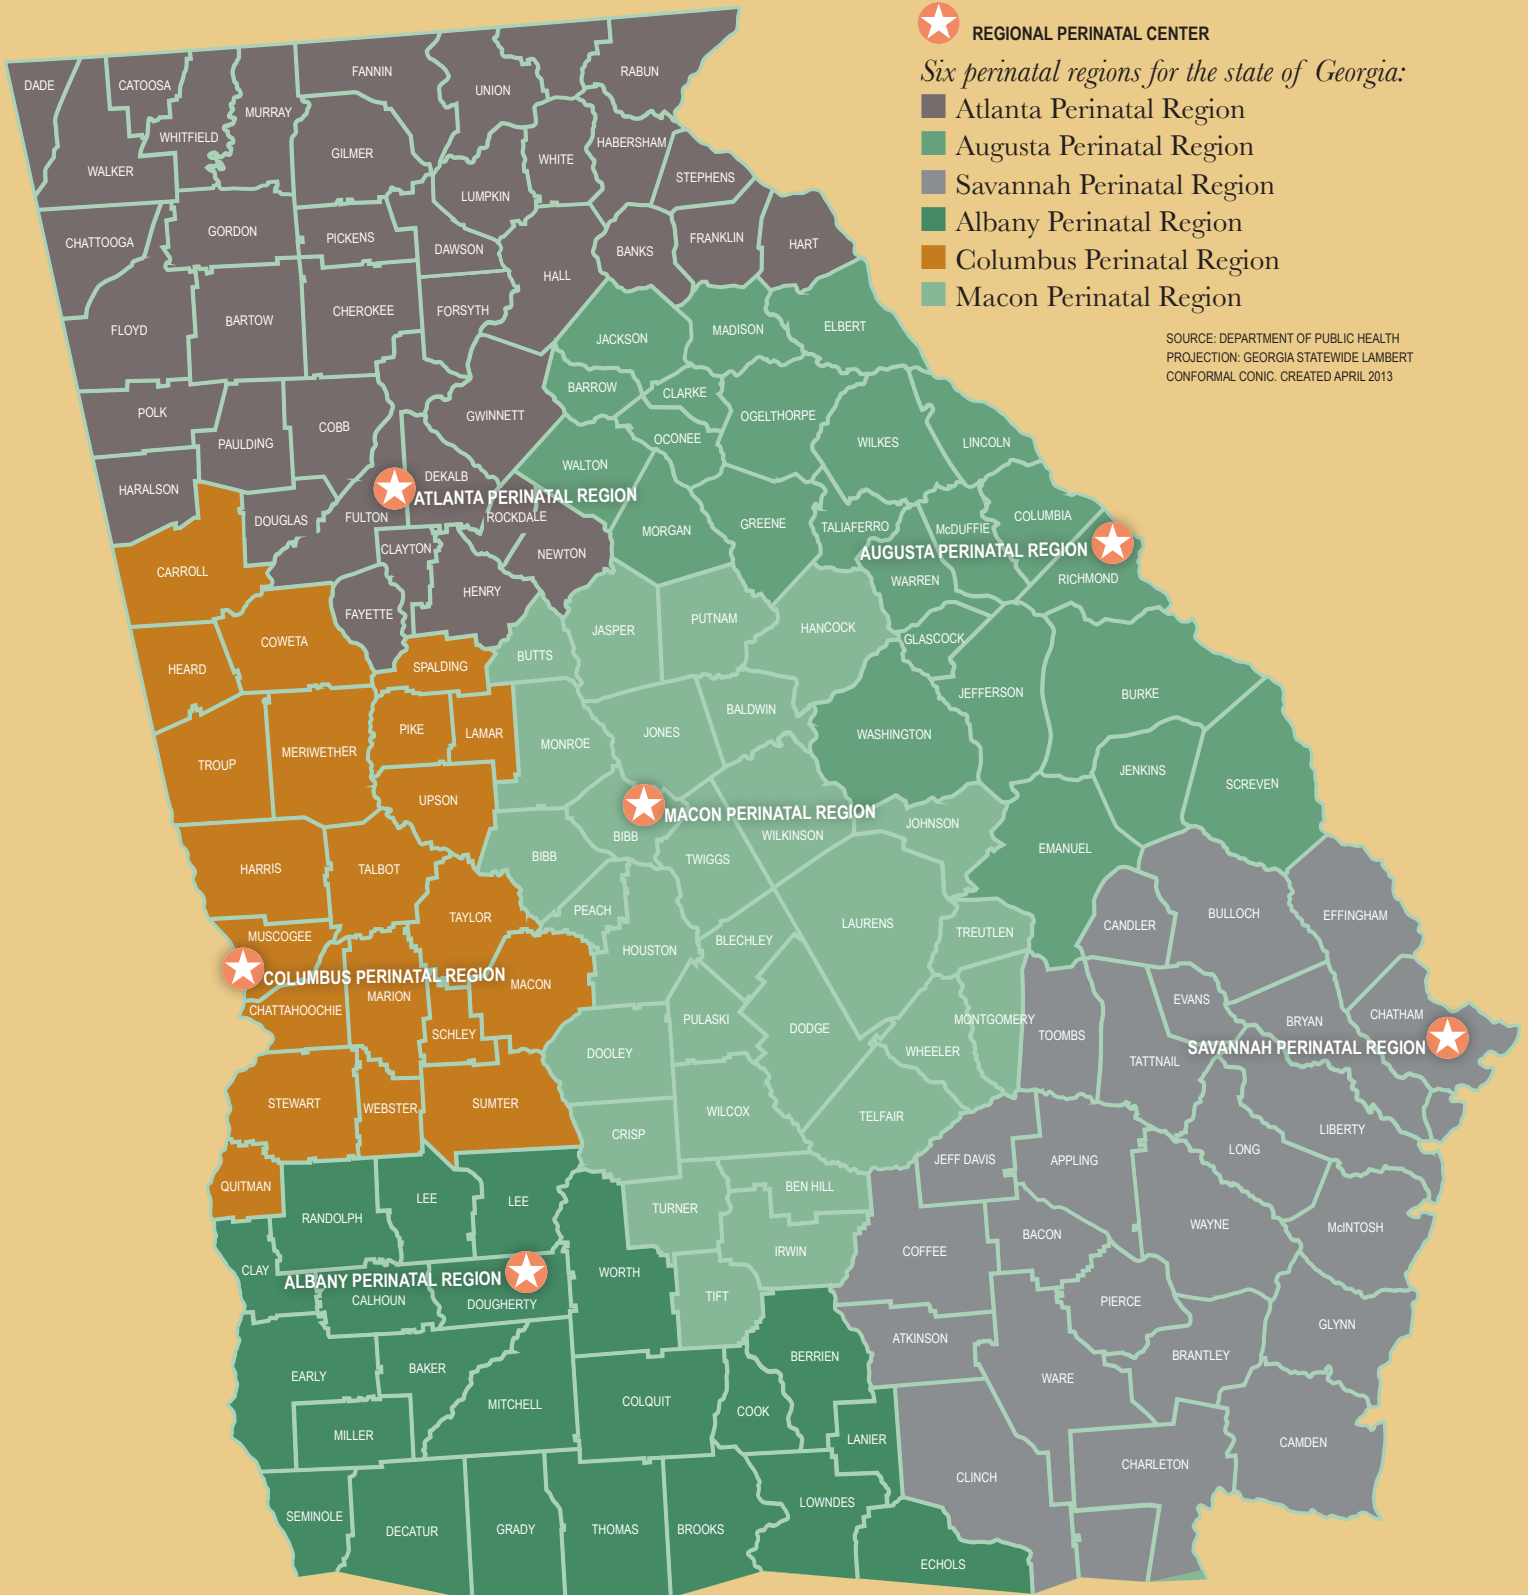 REGIONAL PERINATAL CENTER
Six perinatal regions for the state of Georgia:
Atlanta Perinatal Region
Augusta Perinatal Region
Savannah Perinatal Region
Albany Perinatal Region
Columbus Perinatal Region
Macon Perinatal Region
SOURCE: DEPARTMENT OF PUBLIC HEALTH
PROJECTION: GEORGIA STATEWIDE LAMBERT
CONFORMAL CONIC. CREATED APRIL 2013
DADE
CATOOSA
FANNIN
UNION
RABUN
MURRAY
WHITFIELD
WALKER
GILMER
WHITE
HABERSHAM
STEPHENS
LUMPKIN
CHATTOOGA
GORDON
PICKENS
DAWSON
BANKS
FRANKLIN
HART
HALL
FLOYD
BARTOW
CHEROKEE
FORSYTH
JACKSON
MADISON
ELBERT
BARROW
CLARKE
POLK
PAULDING
COBB
GWINNETT
OGELTHORPE
OCONEE
WILKES
LINCOLN
HARALSON
DEKALB
WALTON
ATLANTA PERINATAL REGION
DOUGLAS
FULTON
ROCKDALE
MORGAN
GREENE
TALIAFERRO
McDUFFIE
COLUMBIA
CLAYTON
NEWTON
AUGUSTA PERINATAL REGION
CARROLL
WARREN
RICHMOND
HENRY
FAYETTE
JASPER
PUTNAM
HANCOCK
GLASCOCK
COWETA
HEARD
SPALDING
BUTTS
JEFFERSON
BURKE
BALDWIN
PIKE
LAMAR
MONROE
JONES
WASHINGTON
TROUP
MERIWETHER
JENKINS
SCREVEN
UPSON
MACON PERINATAL REGION
BIBB
WILKINSON
JOHNSON
HARRIS
TALBOT
BIBB
TWIGGS
EMANUEL
TAYLOR
PEACH
LAURENS
TREUTLEN
CANDLER
BULLOCH
EFFINGHAM
MUSCOGEE
HOUSTON
BLECHLEY
COLUMBUS PERINATAL REGION
MACON
MARION
CHATTAHOOCHIE
SCHLEY
PULASKI
DODGE
MONTGOMERY
TOOMBS
EVANS
BRYAN
CHATHAM
DOOLEY
WHEELER
TATTNAIL
SAVANNAH PERINATAL REGION
STEWART
WEBSTER
SUMTER
WILCOX
TELFAIR
LIBERTY
CRISP
JEFF DAVIS
APPLING
LONG
QUITMAN
RANDOLPH
LEE
LEE
TURNER
BEN HILL
WAYNE
McINTOSH
COFFEE
BACON
IRWIN
CLAY
ALBANY PERINATAL REGION
WORTH
CALHOUN
DOUGHERTY
TIFT
PIERCE
GLYNN
ATKINSON
EARLY
BAKER
BERRIEN
BRANTLEY
WARE
MITCHELL
COLQUIT
COOK
MILLER
LANIER
CAMDEN
CLINCH
CHARLETON
SEMINOLE
DECATUR
GRADY
THOMAS
BROOKS
LOWNDES
ECHOLS